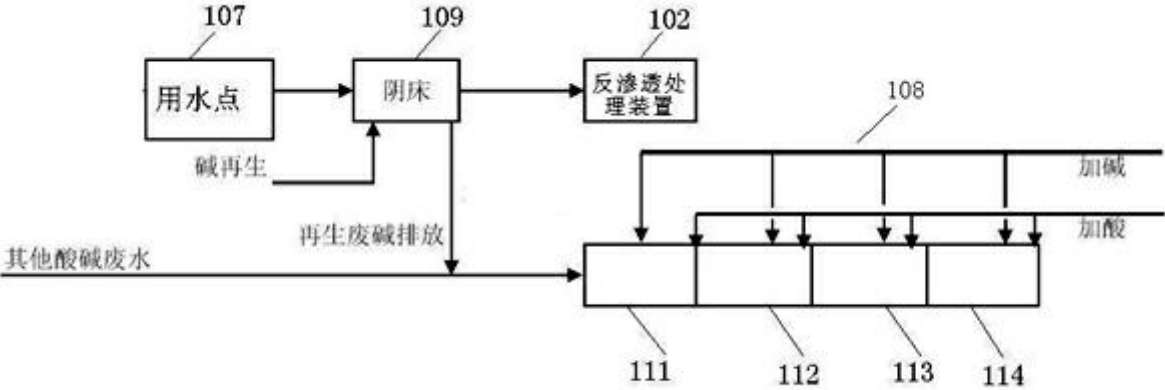 107
109
102
用水点
阴床
反渗透处
理装置
108
碱再生
加碱
再生废碱排放
加酸
其他酸碱废水
111
112
113
114